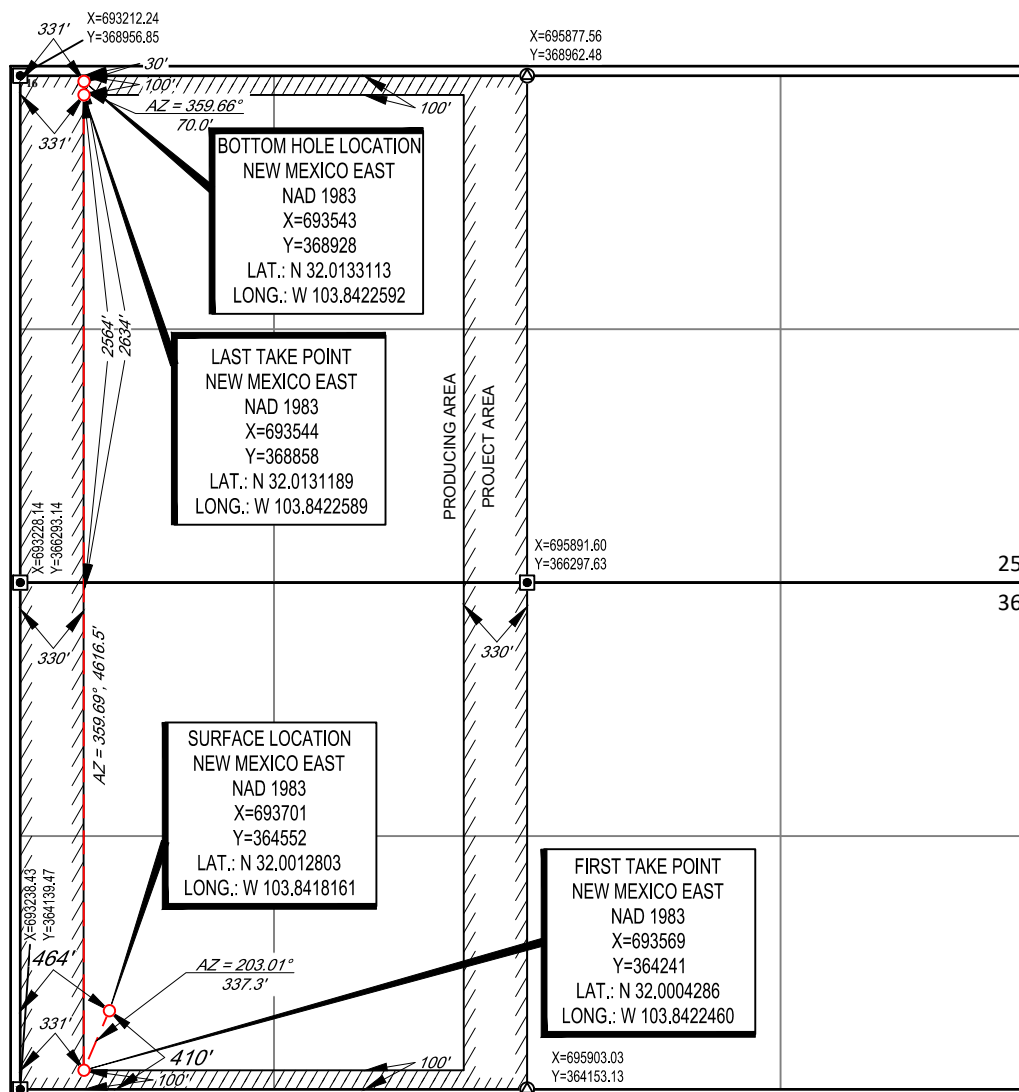 X=693212.24
Y=368956.85
331'
30'
100'
16
X=695877.56
Y=368962.48
AZ = 359.66°
70.0'
100'
331'
BOTTOM HOLE LOCATION
NEW MEXICO EAST
NAD 1983
X=693543
Y=368928
LAT.: N 32.0133113
LONG.: W 103.8422592
2564'
2634'
LAST TAKE POINT
NEW MEXICO EAST
NAD 1983
X=693544
Y=368858
LAT.: N 32.0131189
LONG.: W 103.8422589
PRODUCING AREA
PROJECT AREA
X=693228.14
Y=366293.14
X=695891.60
Y=366297.63
25
36
330'
330'
AZ = 359.69°, 4616.5'
SURFACE LOCATION
NEW MEXICO EAST
NAD 1983
X=693701
Y=364552
LAT.: N 32.0012803
LONG.: W 103.8418161
X=693238.43
Y=364139.47
FIRST TAKE POINT
NEW MEXICO EAST
NAD 1983
X=693569
Y=364241
LAT.: N 32.0004286
LONG.: W 103.8422460
464'
AZ = 203.01°
337.3'
331'
410'
100'
100'
X=695903.03
Y=364153.13